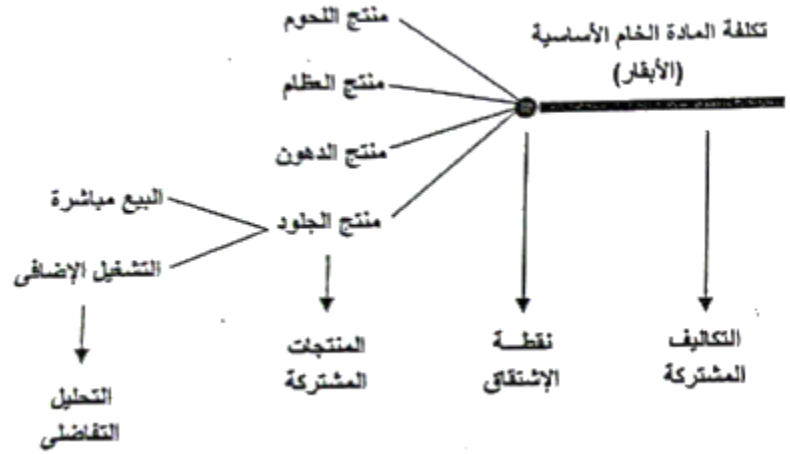 تكلفة المادة الخام الأساسية
(الأبقار)
منتج اللحوم
منتج العظام
منتج الدهون
منتج الجلود
البيع مباشرة
التشغيل الإضافى
التكاليف
المشتركة
نقطـــة
الإشتقاق
المنتجات
المشتركة
التحليل
التفاضلى